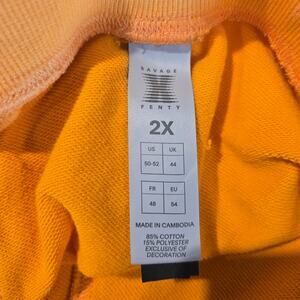 SAVAGE
FENTY
2X
US UK
50-52 44
FR EU
48 54
MADE IN CAMBODIA
85% COTTON
15% POLYESTER
EXCLUSIVE OF
DECORATION